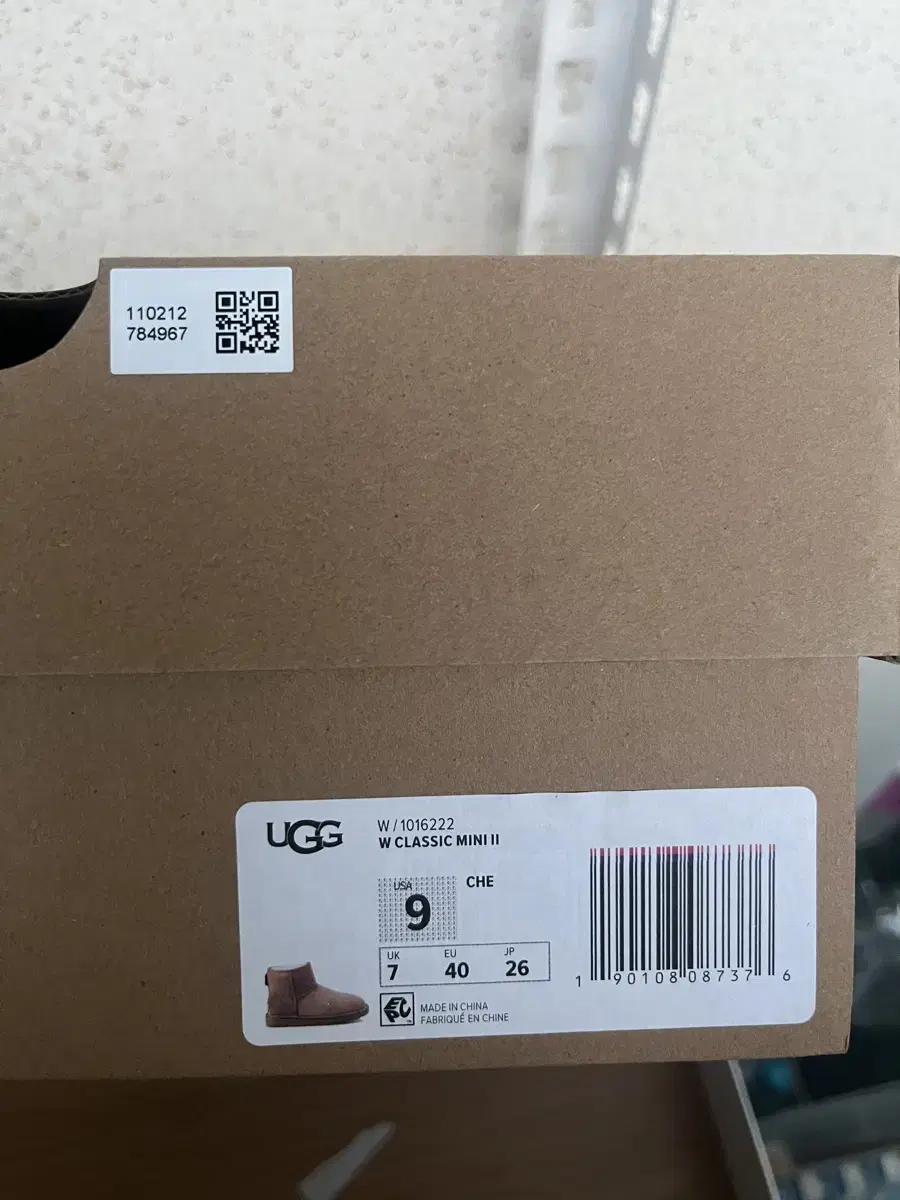 110212
784967
UGG
W / 1016222
W CLASSIC MINI II
USA
9
CHE
UK
7
EU
40
JP
26
EPC
MADE IN CHINA
FABRIQUÉ EN CHINE
1 90108 08737 6